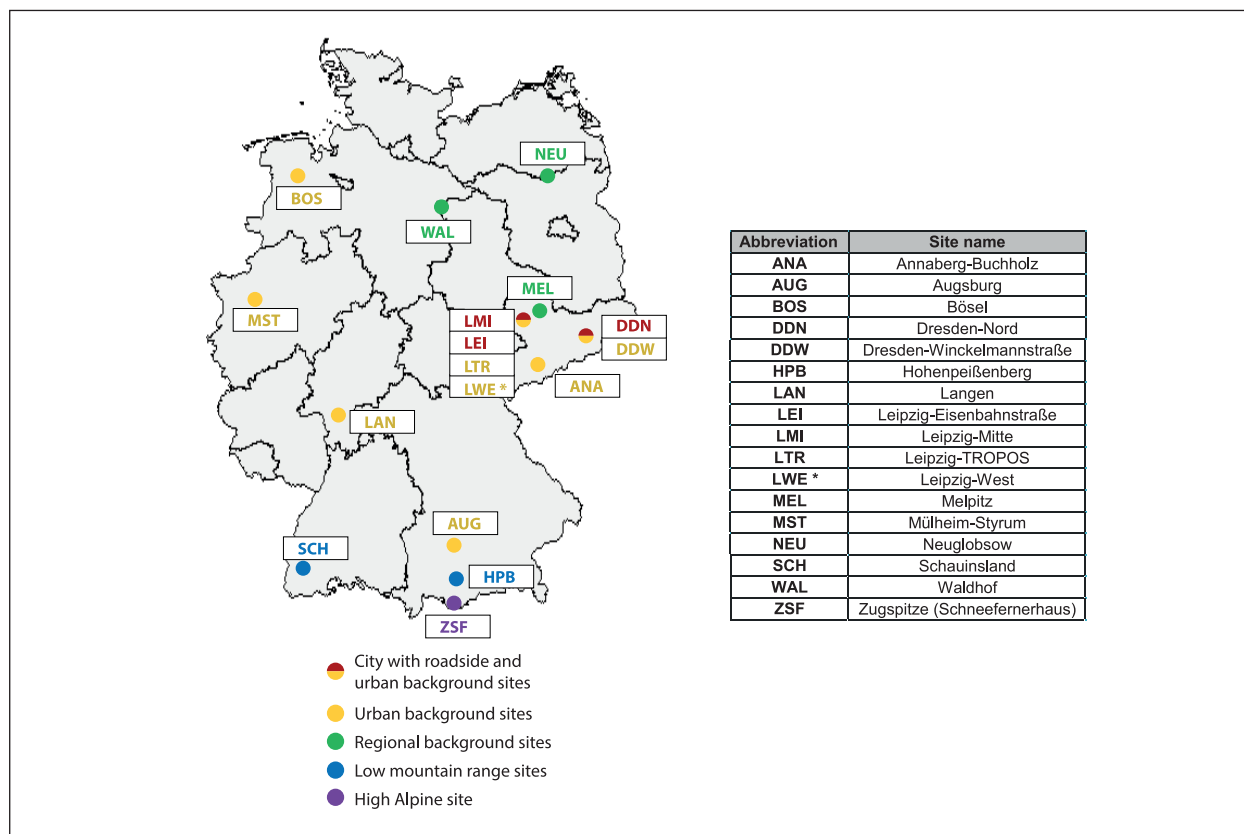 NEU
BOS
WAL
MEL
MST
LMI
LEI
LTR
LWE *
DDN
DDW
ANA
LAN
AUG
SCH
HPB
ZSF
City with roadside and
urban background sites
Urban background sites
Regional background sites
Low mountain range sites
High Alpine site
Abbreviation Site name
ANA Annaberg-Buchholz
AUG Augsburg
BOS Bösel
DDN Dresden-Nord
DDW Dresden-Winckelmannstraße
HPB Hohenpeißenberg
LAN Langen
LEI Leipzig-Eisenbahnstraße
LMI Leipzig-Mitte
LTR Leipzig-TROPOS
LWE * Leipzig-West
MEL Melpitz
MST Mülheim-Styrum
NEU Neuglobsow
SCH Schauinsland
WAL Waldhof
ZSF Zugspitze (Schneefernerhaus)